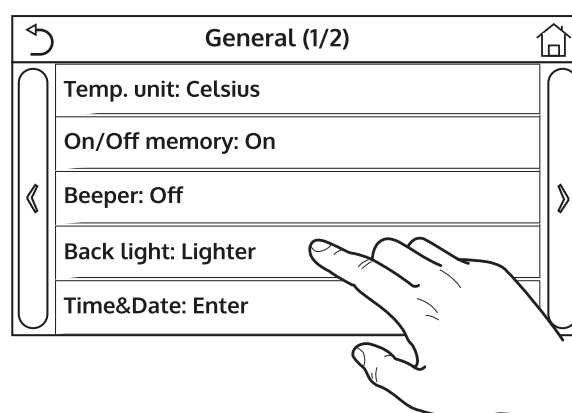 General (1/2)
Temp. unit: Celsius
On/Off memory: On
Beeper: Off
Back light: Lighter
Time&Date: Enter